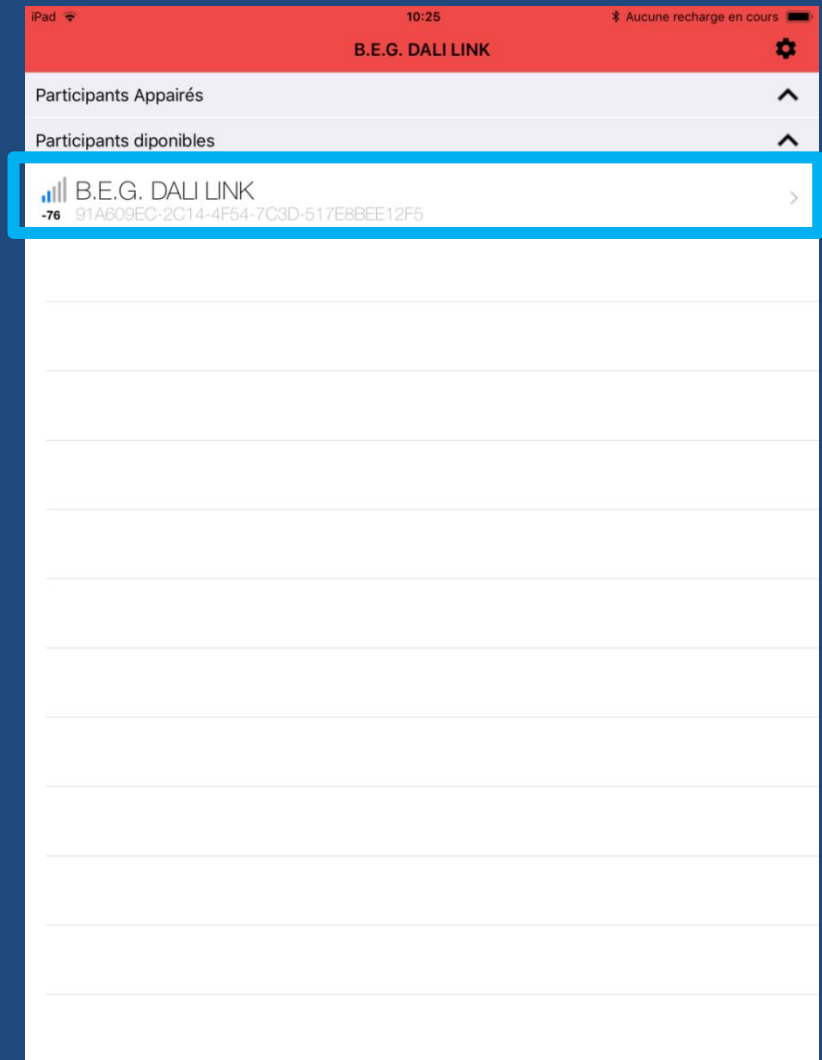 iPad 10:25 Aucune recharge en cours
B.E.G. DALI LINK
Participants Appairés
Participants diponibles
B.E.G. DALI LINK
-76 91A609EC-2C14-4F54-7C3D-517E8BEE12F5